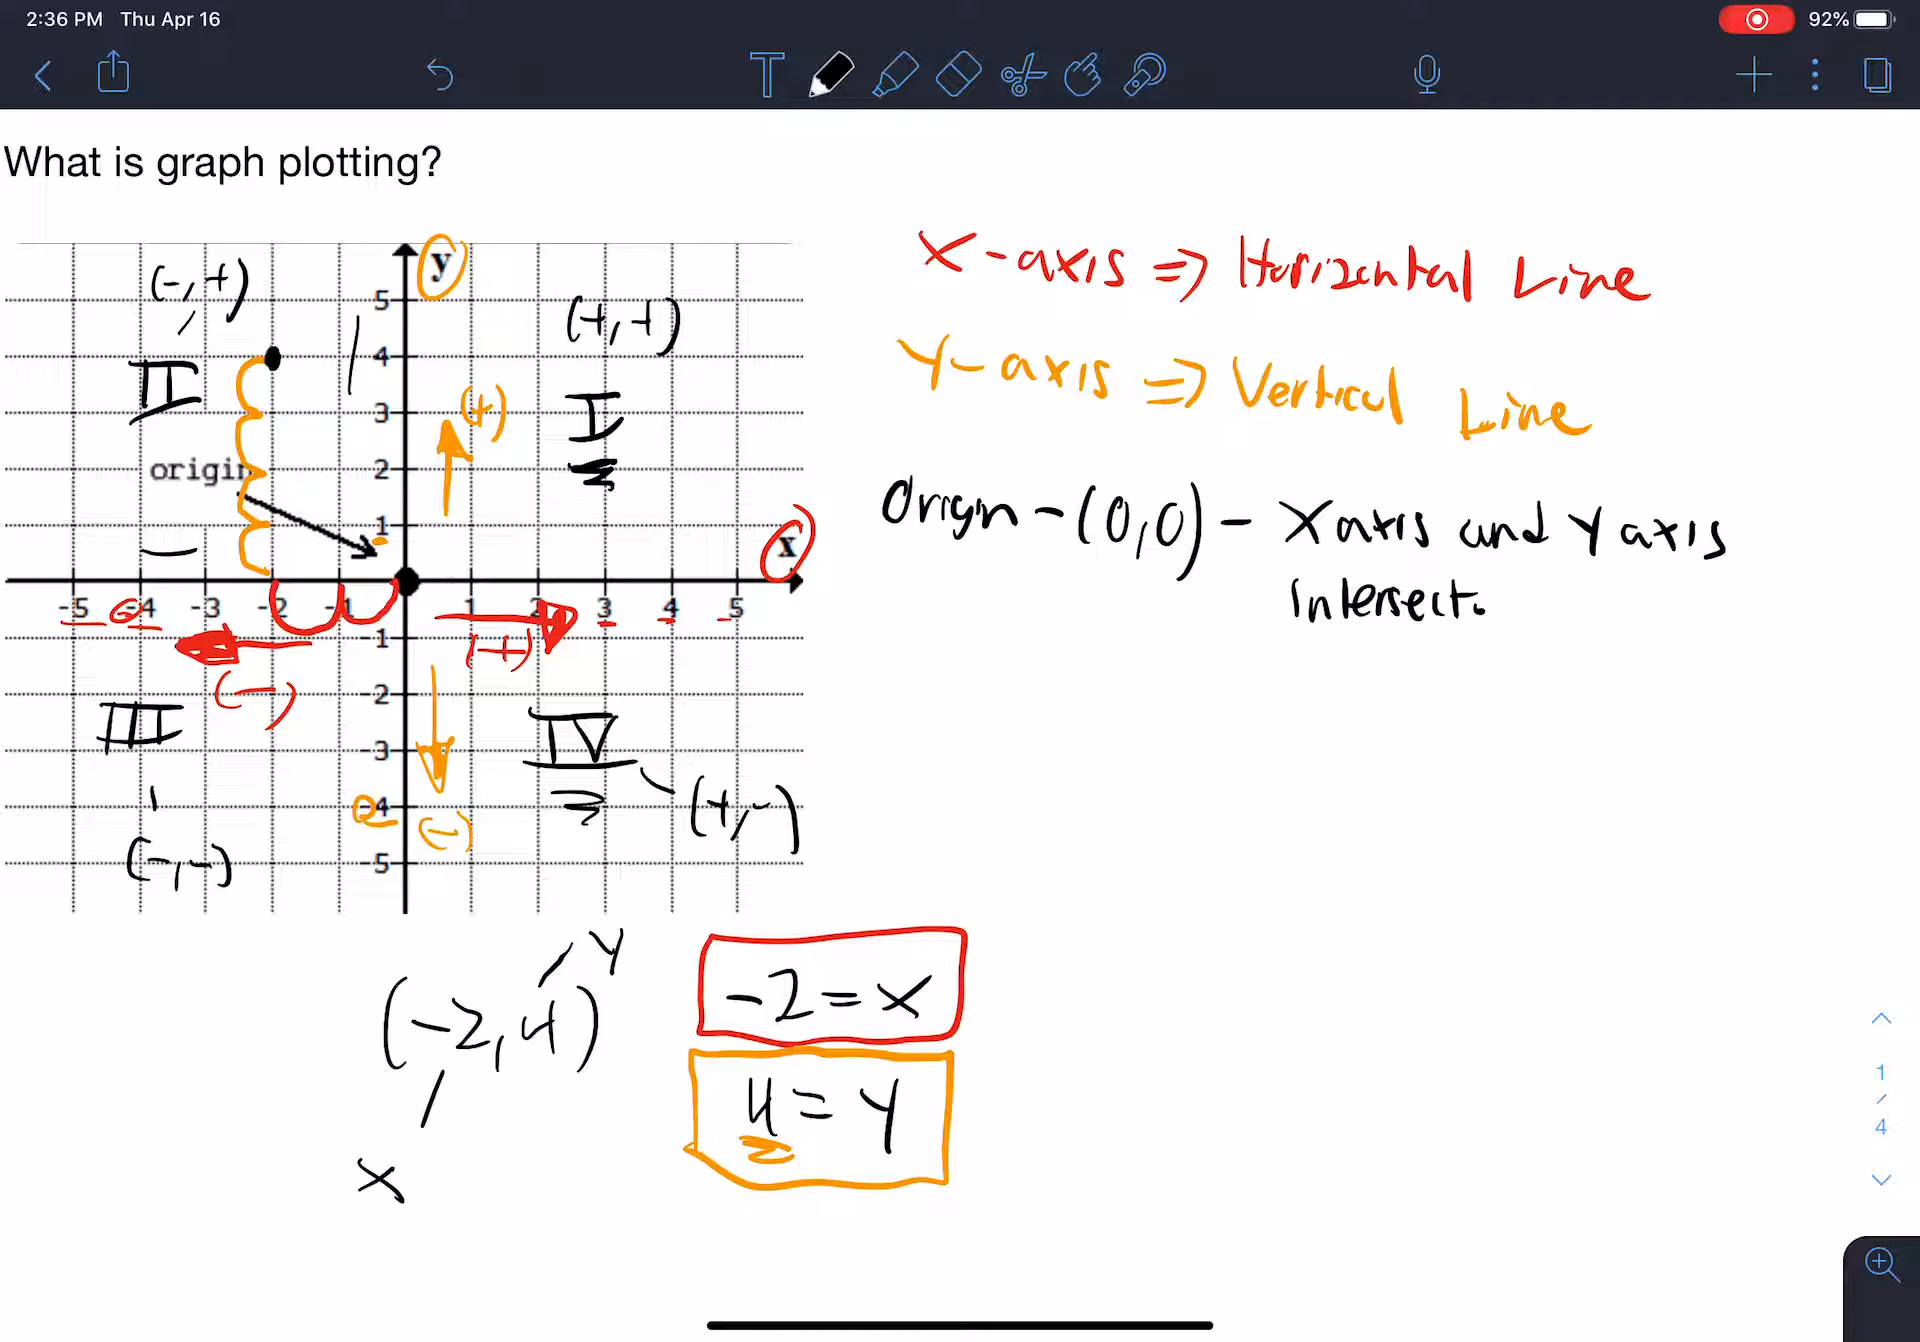 2:36 PM Thu Apr 16
92%
T
What is graph plotting?
y
(-,+)
(+,+)
5
4
II
3
(+)
I
origin
2
1
x
-5 -4 -3 -2 -1 1 2 3 4 5
-1
(+)
(-)
-2
III
IV
-3
-4
(-)
(+,-)
(-,-)
-5
X-axis => Horizontal Line
Y-axis => Vertical Line
Origin - (0,0) - X axis and Y axis
intersect.
Y
(-2,4)
x
-2 = x
4 = y
1
/
4